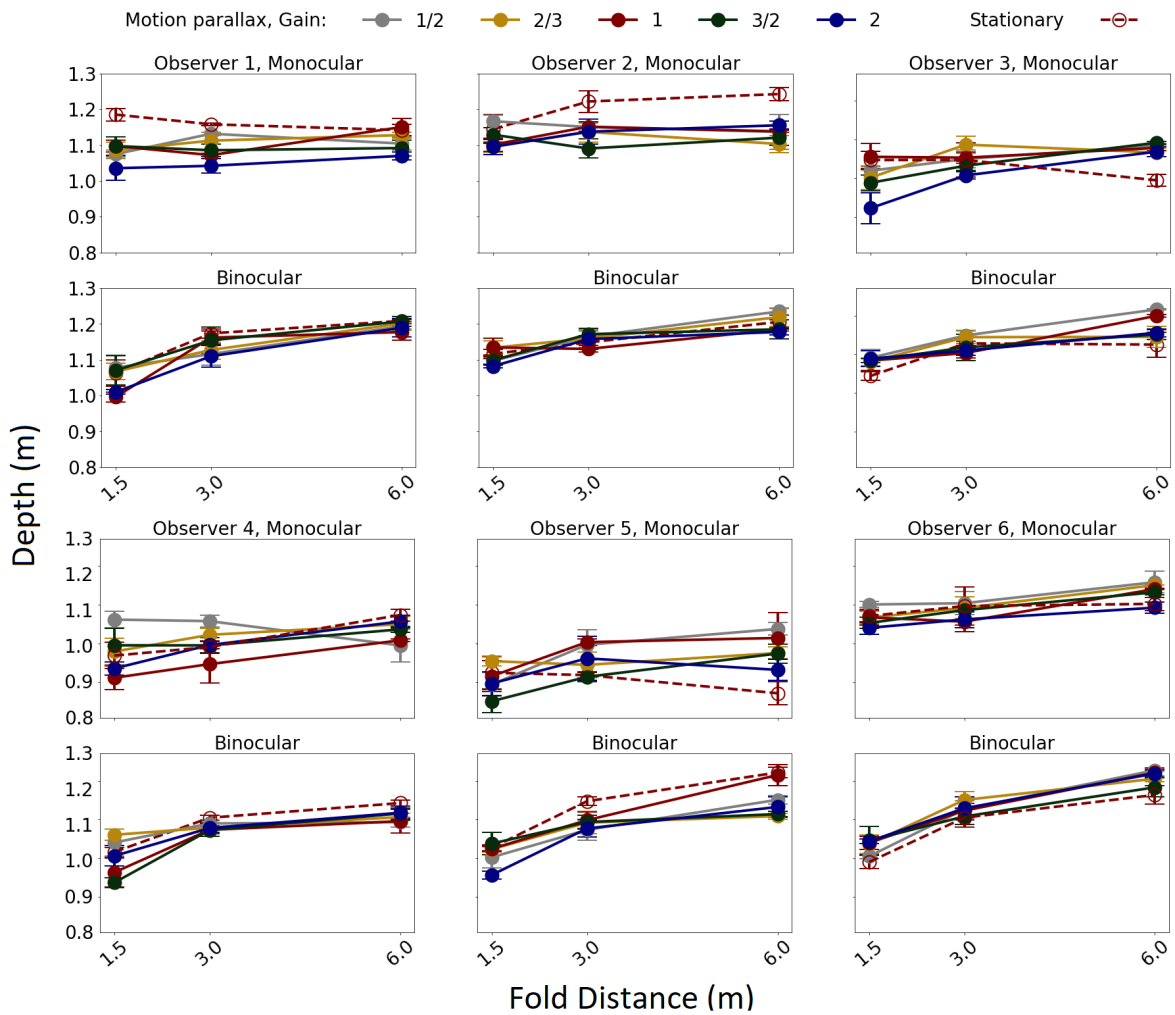 Motion parallax, Gain: 1/2 2/3 1 3/2 2 Stationary
Observer 1, Monocular Observer 2, Monocular Observer 3, Monocular
1.3
1.2
1.1
1.0
0.9
0.8
Binocular Binocular Binocular
1.3
1.2
1.1
1.0
0.9
0.8
1.5 3.0 6.0 1.5 3.0 6.0 1.5 3.0 6.0
Depth (m)
Observer 4, Monocular Observer 5, Monocular Observer 6, Monocular
1.3
1.2
1.1
1.0
0.9
0.8
Binocular Binocular Binocular
1.3
1.2
1.1
1.0
0.9
0.8
1.5 3.0 6.0 1.5 3.0 6.0 1.5 3.0 6.0
Fold Distance (m)